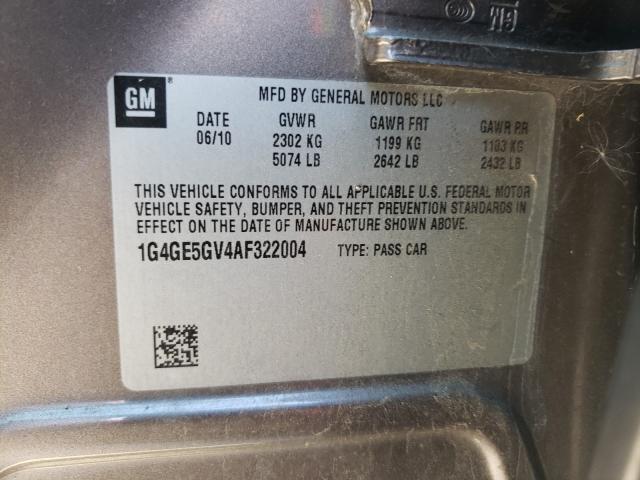 GM
GM ® MFD BY GENERAL MOTORS LLC
DATE GVWR GAWR FRT GAWR RR
06/10 2302 KG 1199 KG 1103 KG
5074 LB 2642 LB 2432 LB
THIS VEHICLE CONFORMS TO ALL APPLICABLE U.S. FEDERAL MOTOR
VEHICLE SAFETY, BUMPER, AND THEFT PREVENTION STANDARDS IN
EFFECT ON THE DATE OF MANUFACTURE SHOWN ABOVE.
1G4GE5GV4AF322004 TYPE: PASS CAR